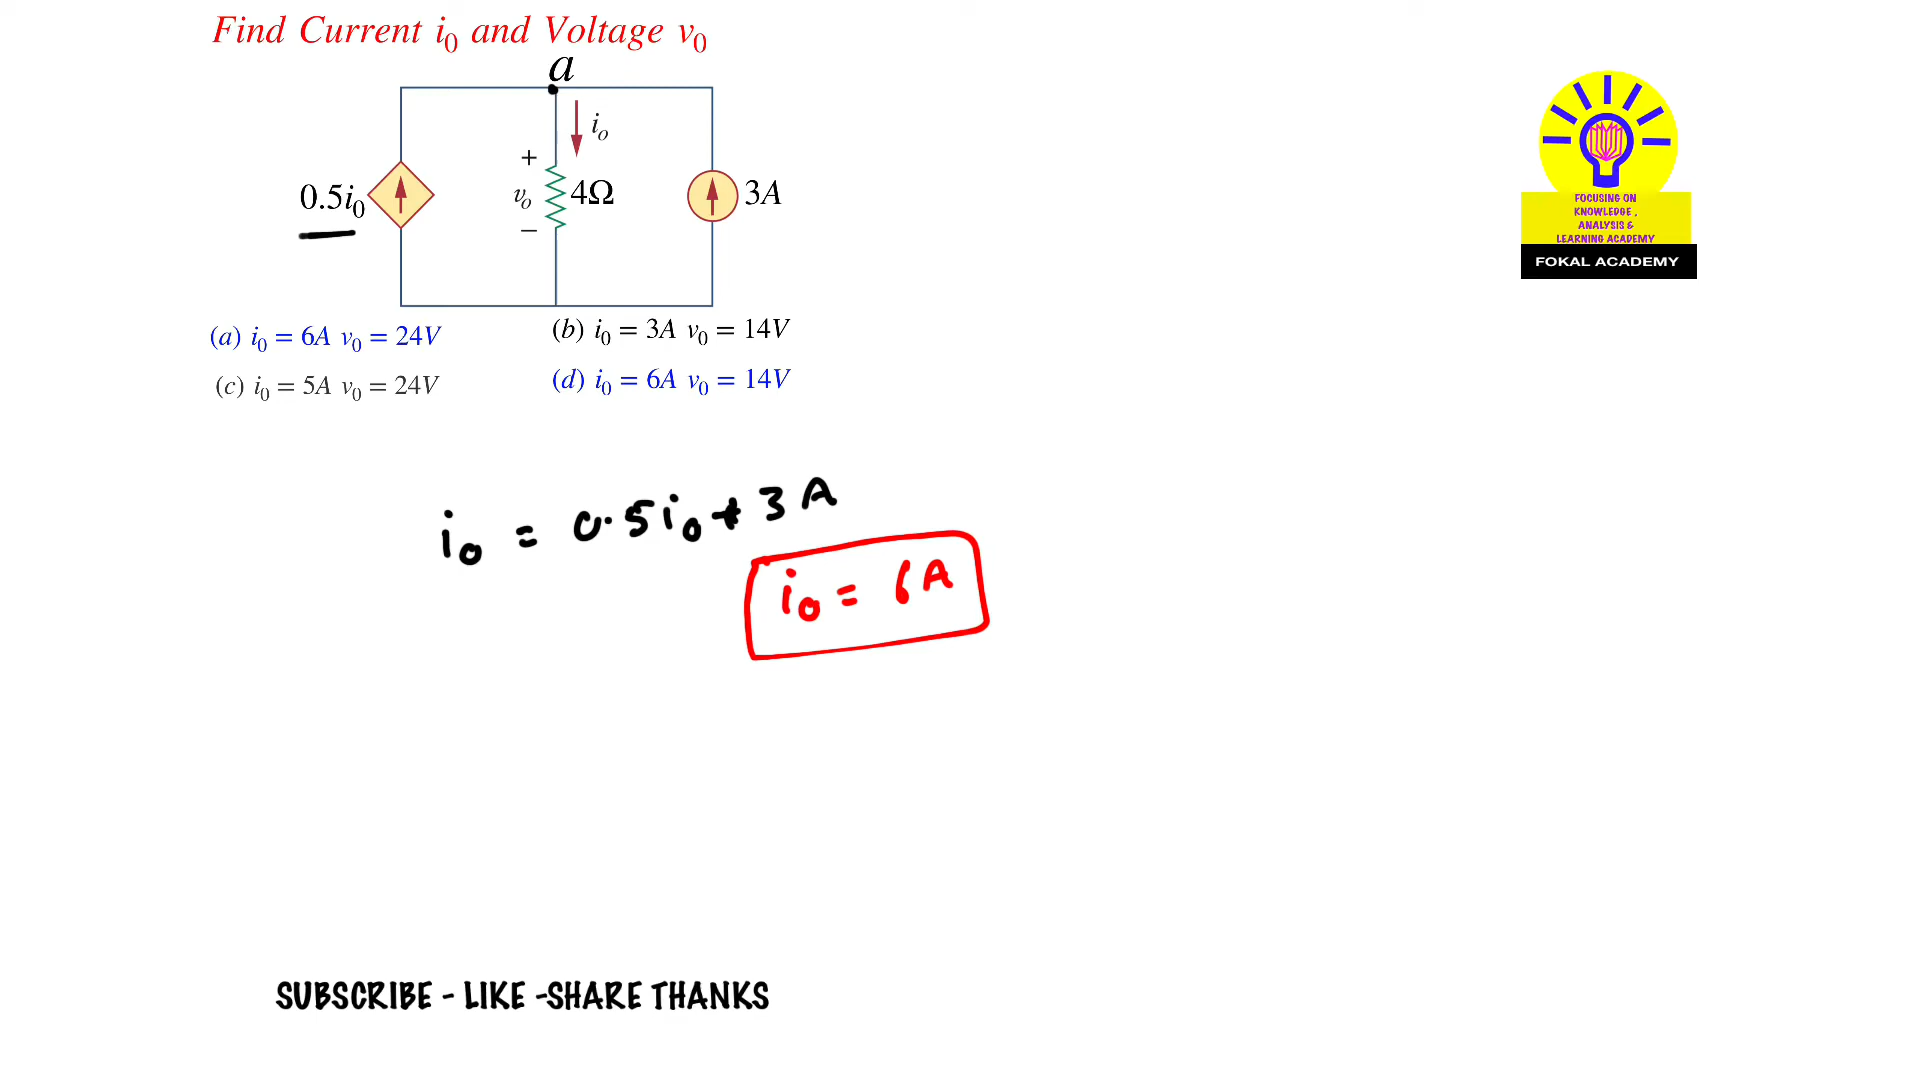 Find Current i₀ and Voltage v₀
a
iₒ
+
0.5i₀
vₒ
4Ω
3A
−
(a) i₀ = 6A v₀ = 24V
(b) i₀ = 3A v₀ = 14V
(c) i₀ = 5A v₀ = 24V
(d) i₀ = 6A v₀ = 14V
i₀ = 0.5i₀ + 3A
i₀ = 6A
FOCUSING ON
KNOWLEDGE ,
ANALYSIS &
LEARNING ACADEMY
FOKAL ACADEMY
SUBSCRIBE - LIKE -SHARE THANKS